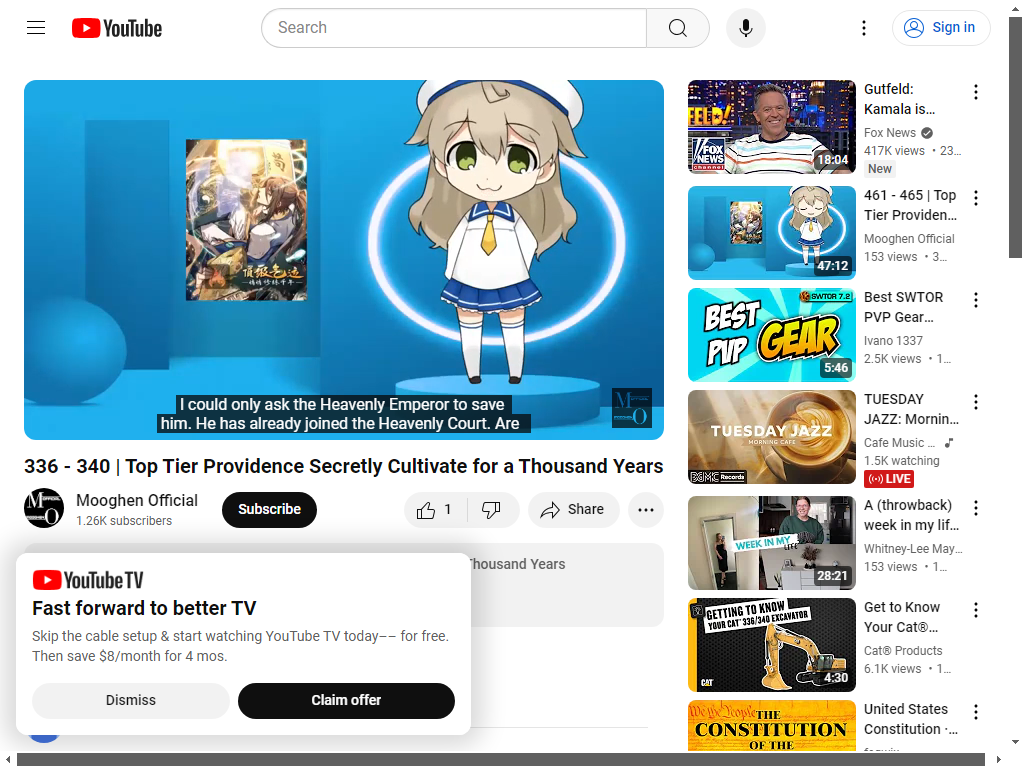 YouTube
Search
Sign in
I could only ask the Heavenly Emperor to save
him. He has already joined the Heavenly Court. Are
336 - 340 | Top Tier Providence Secretly Cultivate for a Thousand Years
Mooghen Official
1.26K subscribers
Subscribe
1
Share
Thousand Years
YouTube TV
Fast forward to better TV
Skip the cable setup & start watching YouTube TV today–– for free.
Then save $8/month for 4 mos.
Dismiss
Claim offer
FOX
NEWS
channel
18:04
Gutfeld:
Kamala is…
Fox News
417K views • 23…
New
47:12
461 - 465 | Top
Tier Providen…
Mooghen Official
153 views • 3…
SWTOR 7.2
BEST
PVP GEAR
5:46
Best SWTOR
PVP Gear…
Ivano 1337
2.5K views • 1…
TUESDAY JAZZ
MORNING CAFE
Records
TUESDAY
JAZZ: Mornin…
Cafe Music …
1.5K watching
LIVE
WEEK IN MY
LIFE
28:21
A (throwback)
week in my lif…
Whitney-Lee May…
153 views • 1…
GETTING TO KNOW
YOUR CAT® 336/340 EXCAVATOR
CAT
4:30
Get to Know
Your Cat®…
Cat® Products
6.1K views • 1…
We the People
THE
CONSTITUTION
OF THE
United States
Constitution ·…